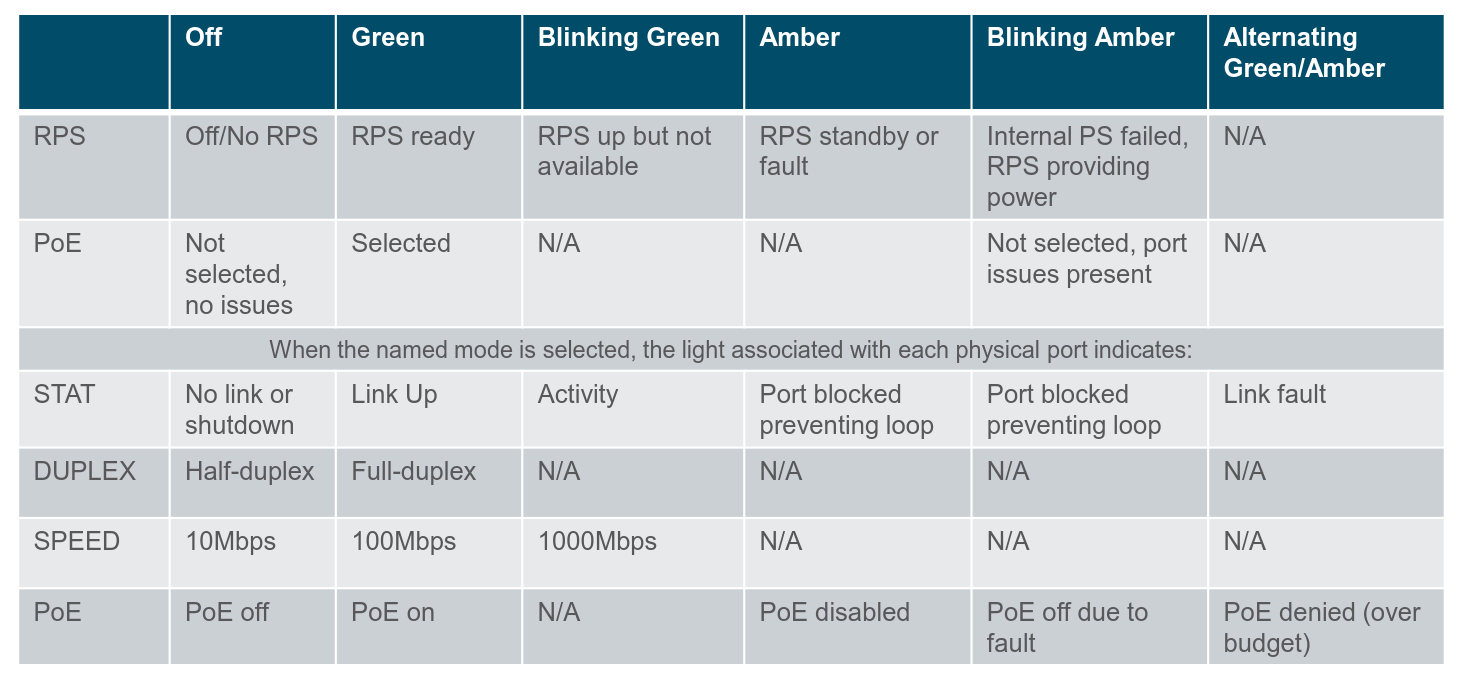 Off
Green
Blinking Green
Amber
Blinking Amber
Alternating
Green/Amber
RPS
Off/No RPS
RPS ready
RPS up but not
available
RPS standby or
fault
Internal PS failed,
RPS providing
power
N/A
PoE
Not
selected,
no issues
Selected
N/A
N/A
Not selected, port
issues present
N/A
When the named mode is selected, the light associated with each physical port indicates:
STAT
No link or
shutdown
Link Up
Activity
Port blocked
preventing loop
Port blocked
preventing loop
Link fault
DUPLEX
Half-duplex
Full-duplex
N/A
N/A
N/A
N/A
SPEED
10Mbps
100Mbps
1000Mbps
N/A
N/A
N/A
PoE
PoE off
PoE on
N/A
PoE disabled
PoE off due to
fault
PoE denied (over
budget)